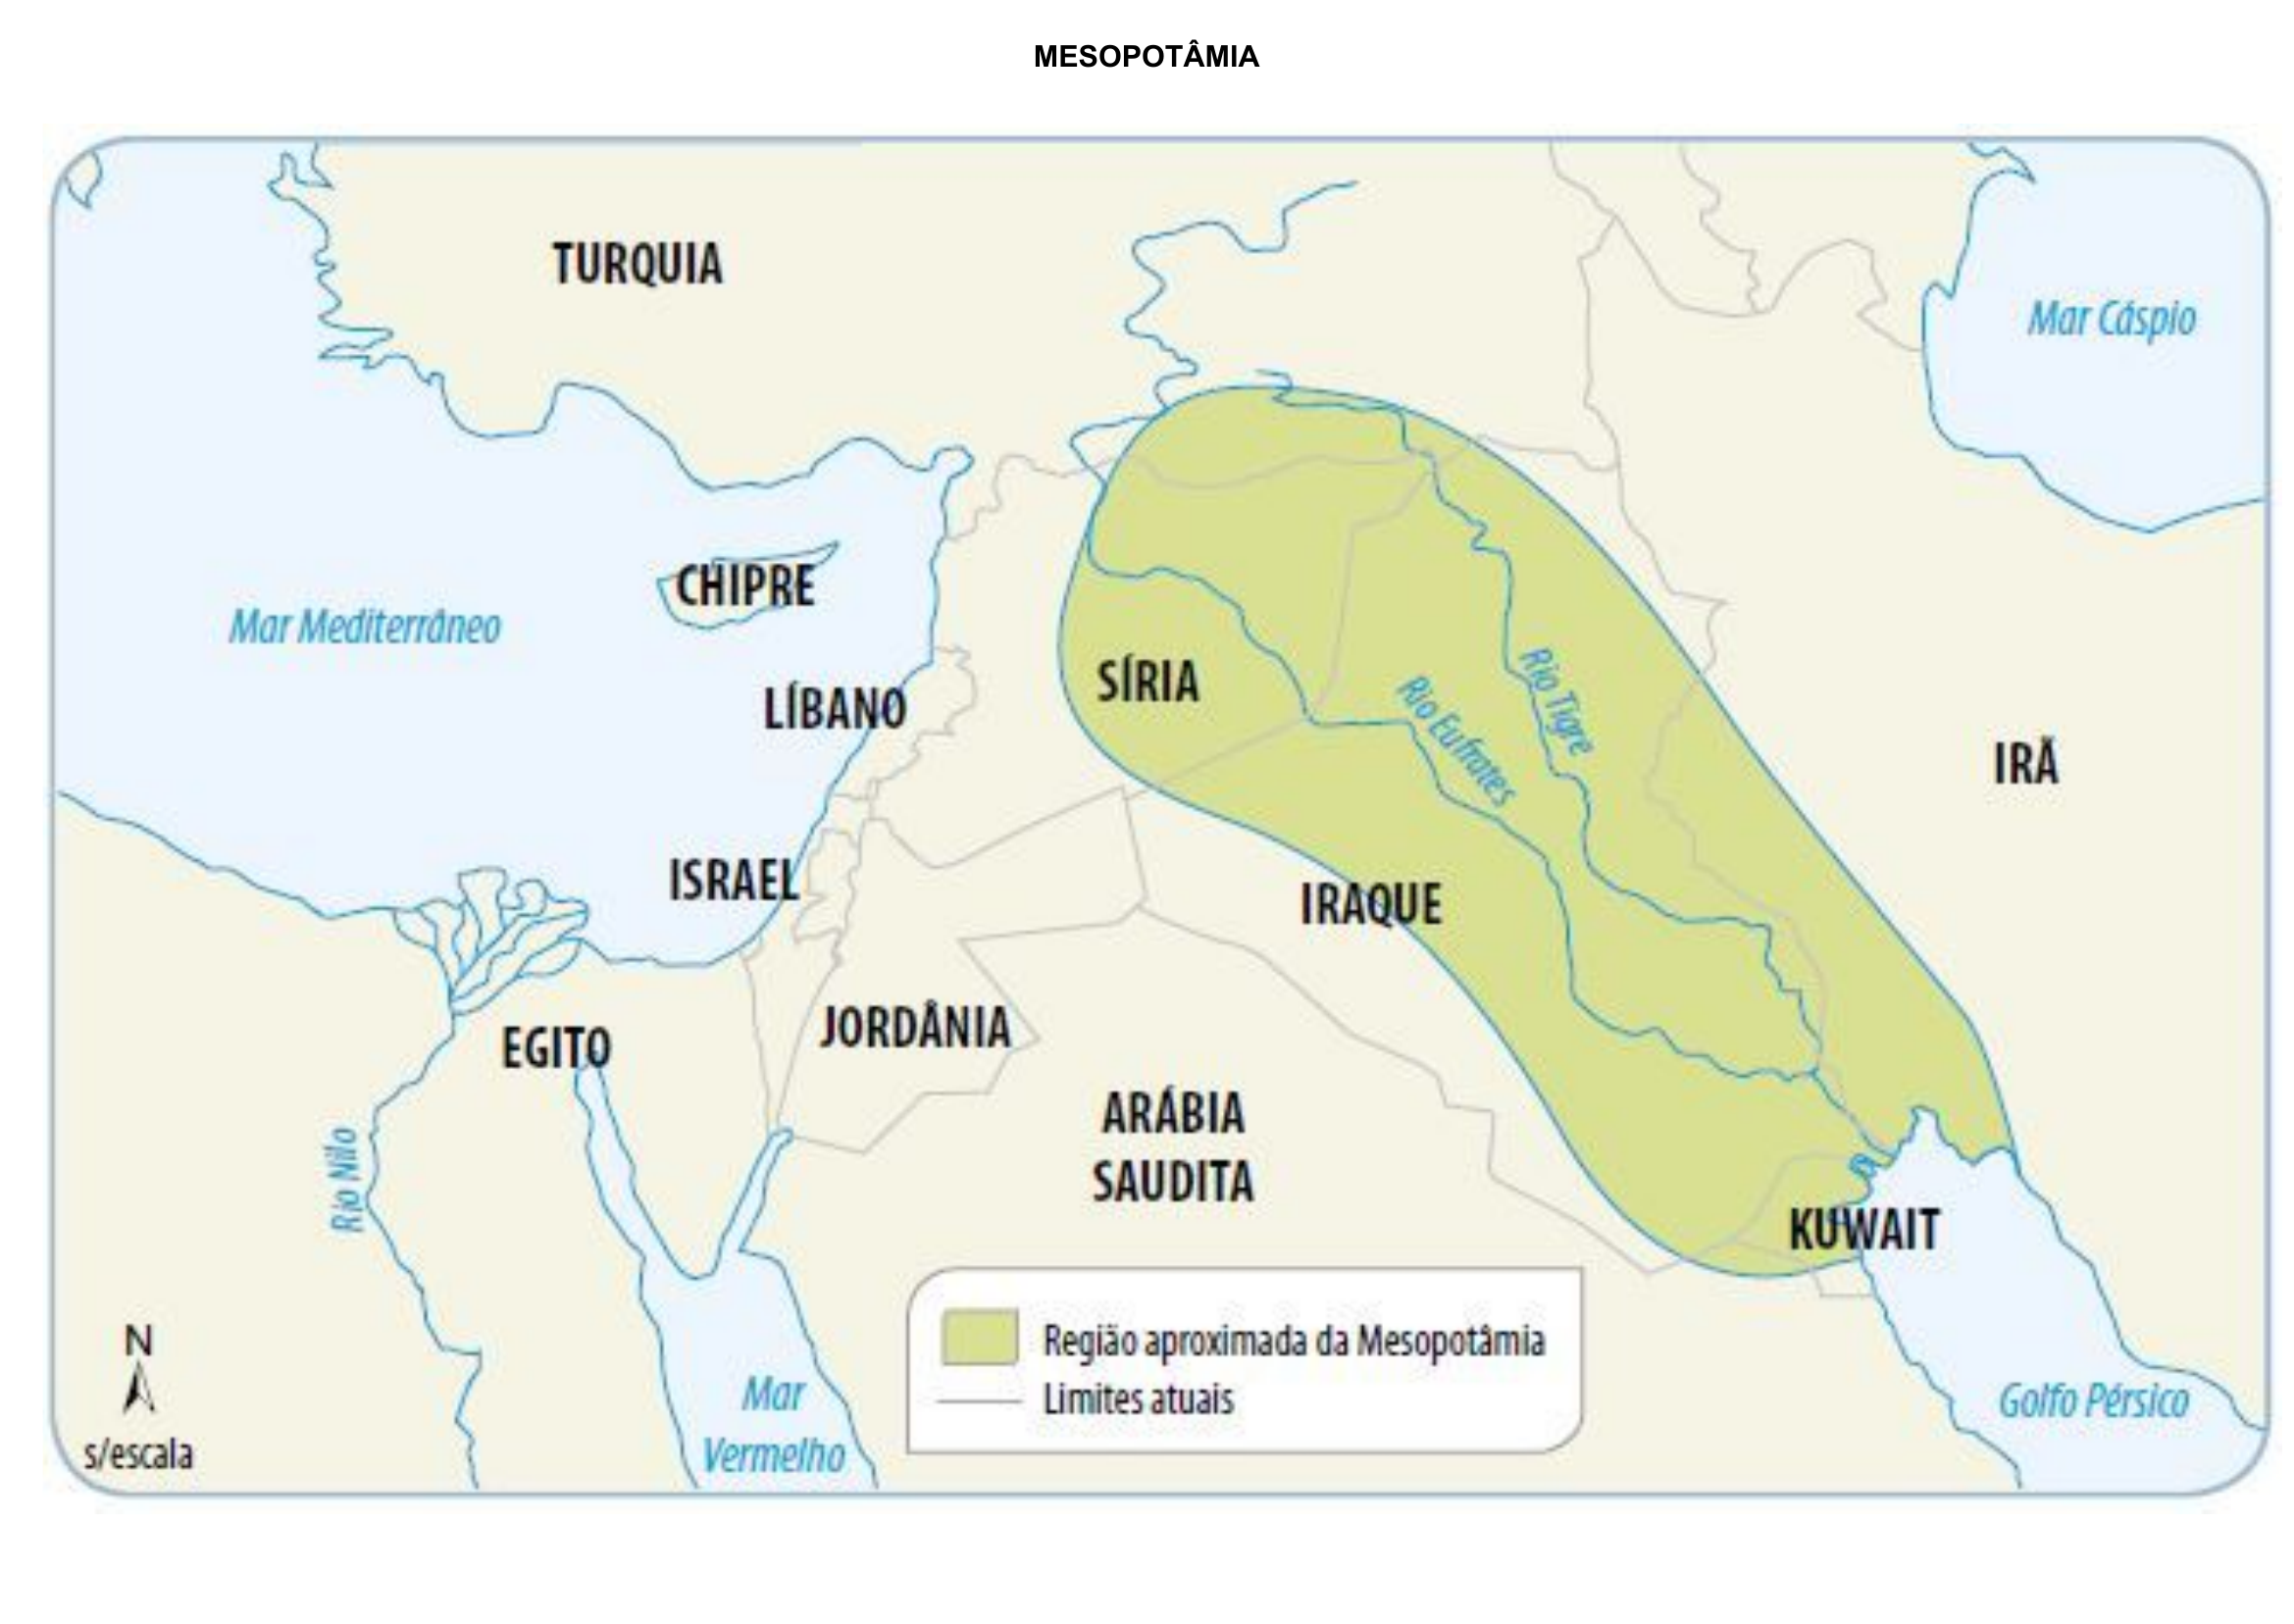 MESOPOTÂMIA
TURQUIA
Mar Cáspio
CHIPRE
Mar Mediterrâneo
SÍRIA
Rio Tigre
LÍBANO
Rio Eufrates
IRÃ
ISRAEL
IRAQUE
JORDÂNIA
EGITO
ARÁBIA
SAUDITA
Rio Nilo
KUWAIT
N
s/escala
Mar
Vermelho
Região aproximada da Mesopotâmia
Limites atuais
Golfo Pérsico